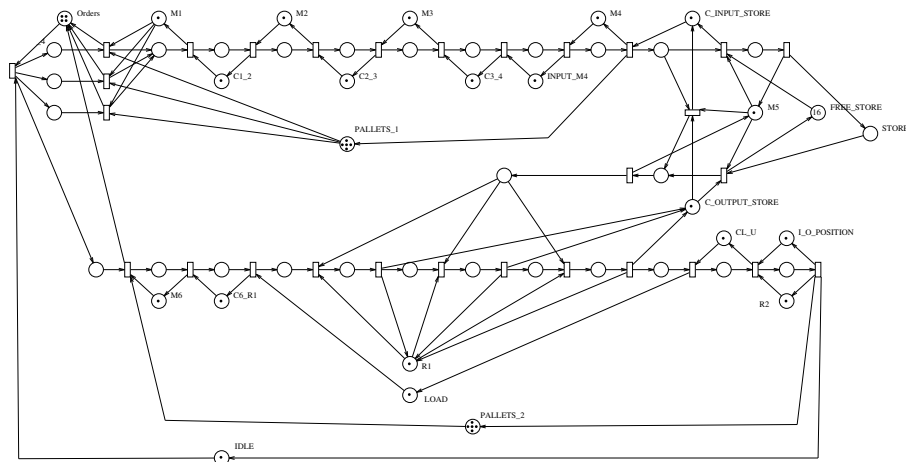 Orders
M1
M2
M3
M4
C_INPUT_STORE
C1_2
C2_3
C3_4
INPUT_M4
M5
16
FREE_STORE
PALLETS_1
C_OUTPUT_STORE
CL_U
I_O_POSITION
M6
C6_R1
R2
R1
LOAD
PALLETS_2
IDLE